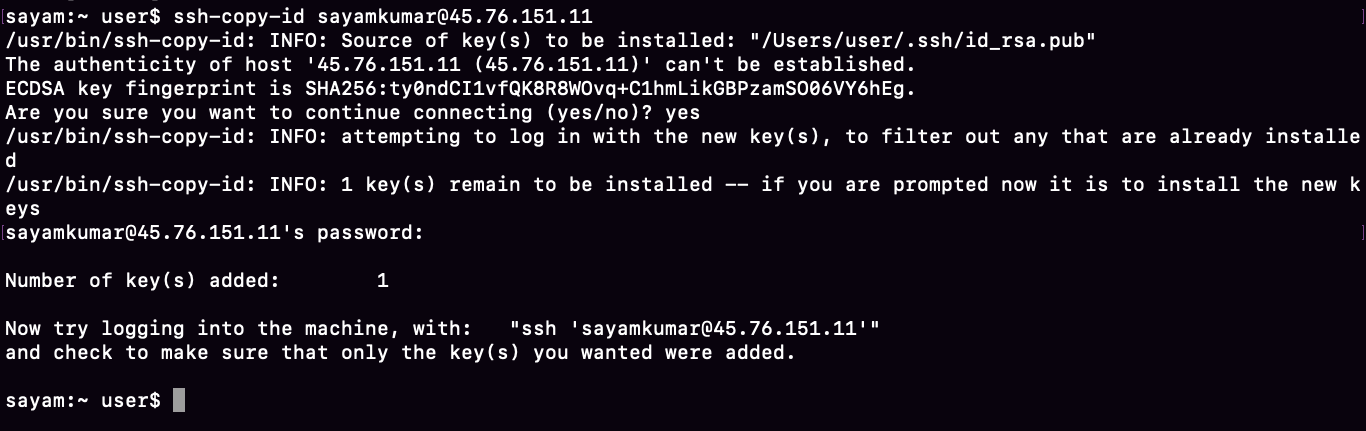 sayam:~ user$ ssh-copy-id sayamkumar@45.76.151.11
/usr/bin/ssh-copy-id: INFO: Source of key(s) to be installed: "/Users/user/.ssh/id_rsa.pub"
The authenticity of host '45.76.151.11 (45.76.151.11)' can't be established.
ECDSA key fingerprint is SHA256:ty0ndCI1vfQK8R8WOvq+C1hmLikGBPzamSO06VY6hEg.
Are you sure you want to continue connecting (yes/no)? yes
/usr/bin/ssh-copy-id: INFO: attempting to log in with the new key(s), to filter out any that are already installe
d
/usr/bin/ssh-copy-id: INFO: 1 key(s) remain to be installed -- if you are prompted now it is to install the new k
eys
sayamkumar@45.76.151.11's password:
Number of key(s) added:        1
Now try logging into the machine, with:   "ssh 'sayamkumar@45.76.151.11'"
and check to make sure that only the key(s) you wanted were added.
sayam:~ user$